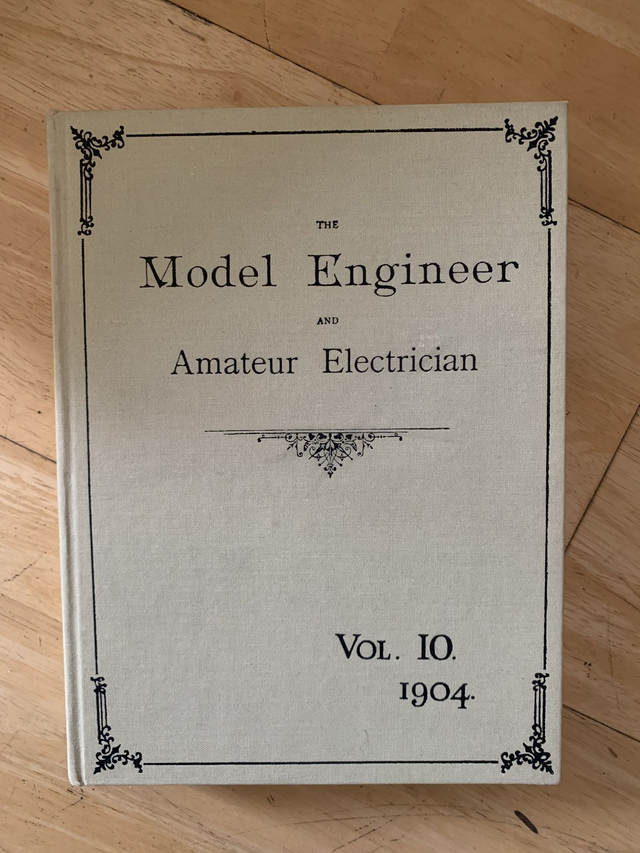 THE
Model Engineer
AND
Amateur Electrician
VOL. 10.
1904.